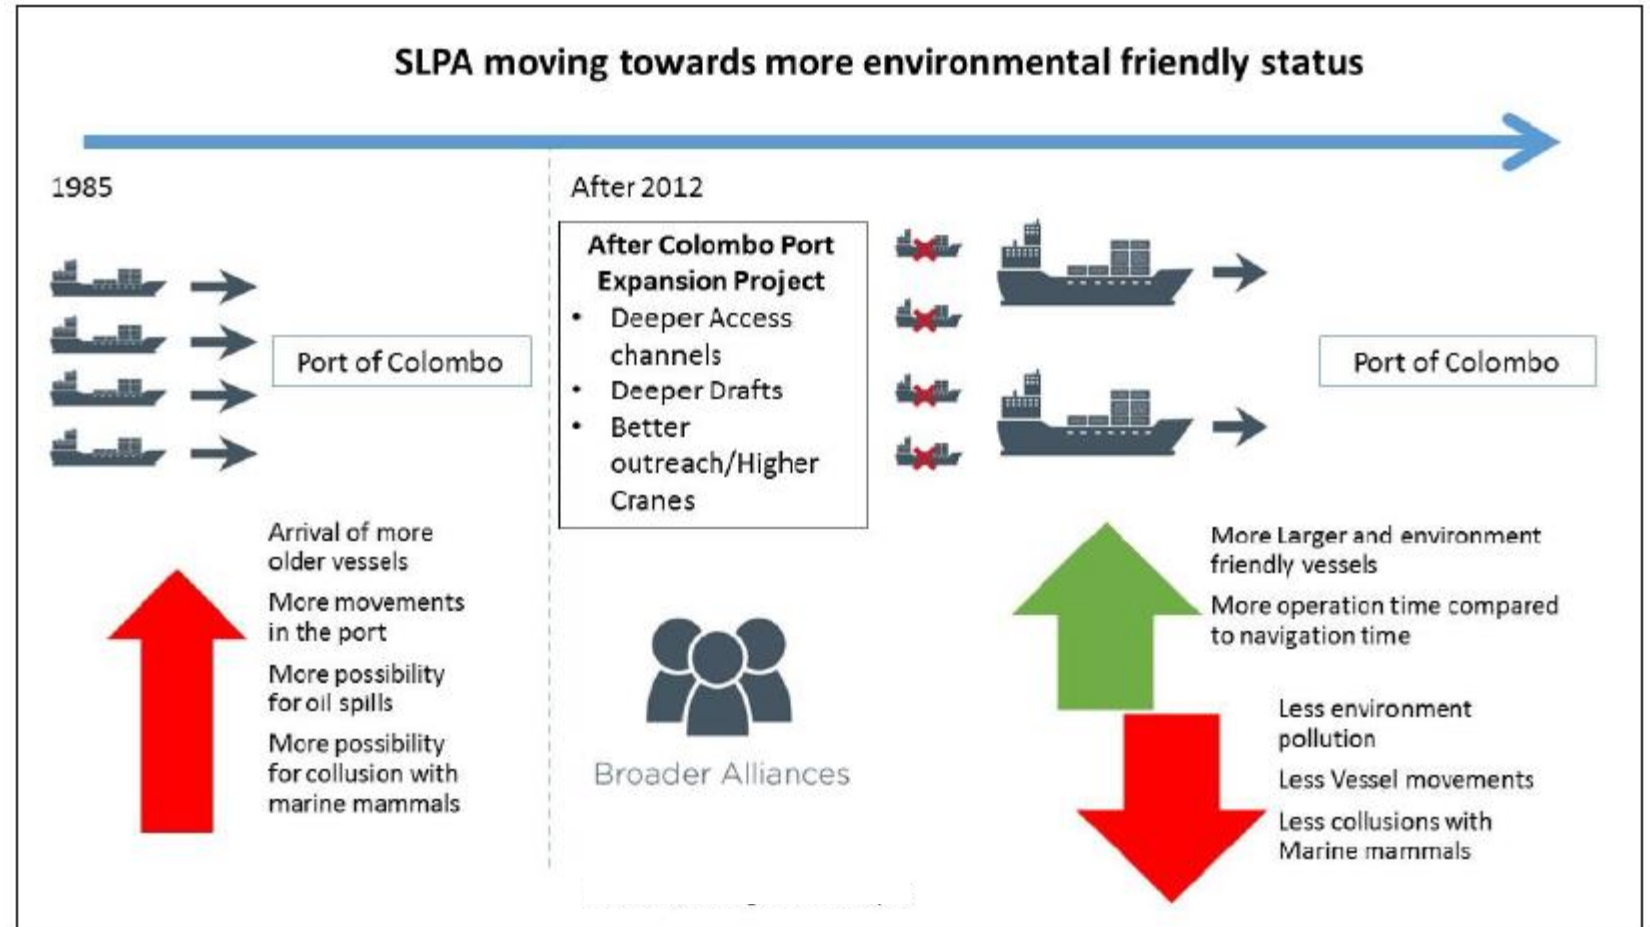 SLPA moving towards more environmental friendly status
1985
Port of Colombo
Arrival of more
older vessels
More movements
in the port
More possibility
for oil spills
More possibility
for collusion with
marine mammals
After 2012
After Colombo Port
Expansion Project
• Deeper Access
channels
• Deeper Drafts
• Better
outreach/Higher
Cranes
Broader Alliances
Port of Colombo
More Larger and environment
friendly vessels
More operation time compared
to navigation time
Less environment
pollution
Less Vessel movements
Less collusions with
Marine mammals